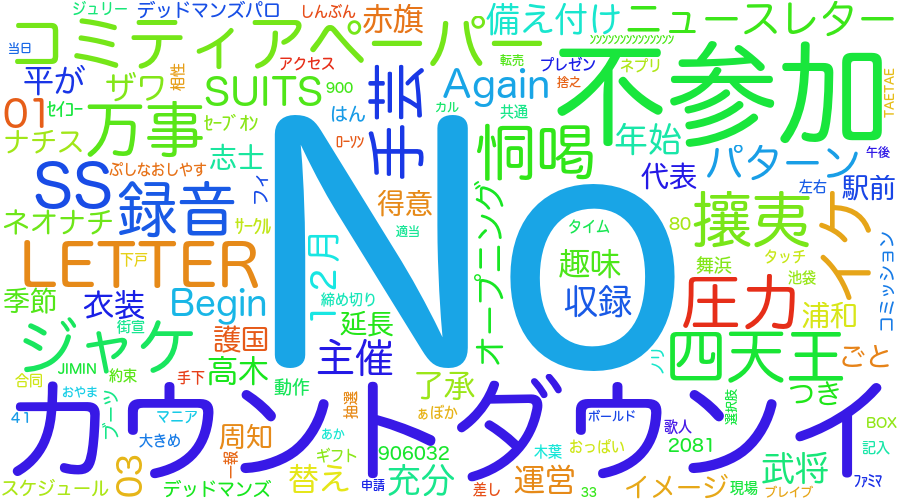 ジュリー
デッドマンズパロ
しんぶん
赤旗
備え付け
ニュースレター
当日
コミティアペーパー
ｿｿｿｿｿｿｿｿｿｿｿｿｿｿ
不参加
平が
ザワ
相性
アクセス
転売
プレゼン
ネプリ
捨之
SUITS
900
Again
TAETAE
01
ｾｲｺｰ
万事
ｾｰﾌﾞｵﾝ
はん
手芸
カル
共通
ナチス
ﾛｰｿﾝ
恫喝
年始
パターン
午後
志士
ぷしなおしやす
フィ
代表
左右
駅前
SS
録音
No
得意
オープニング
攘夷
イケ
ネオナチ
ｻｰｸﾙ
適当
タイム
80
LETTER
下戸
12月
趣味
舞浜
タッチ
コミッション
池袋
季節
衣装
Begin
締め切り
収録
圧力
浦和
街宣
延長
ジャケ
護国
主催
四天王
ごと
JIMIN
高木
ノリ
合同
約束
手下
動作
了承
つき
おやま
カウントダウンイ
41
ブーツ
マニア
抽選
ぁぽか
ボールド
選択肢
歌人
BOX
大きめ
周知
あか
906032
木葉
おっぱい
2081
記入
一報
ギフト
03
スケジュール
デッドマンズ
替え
申請
充分
差し
運営
33
イメージ
現場
武将
ブレイブ
ﾌｧﾐﾏ